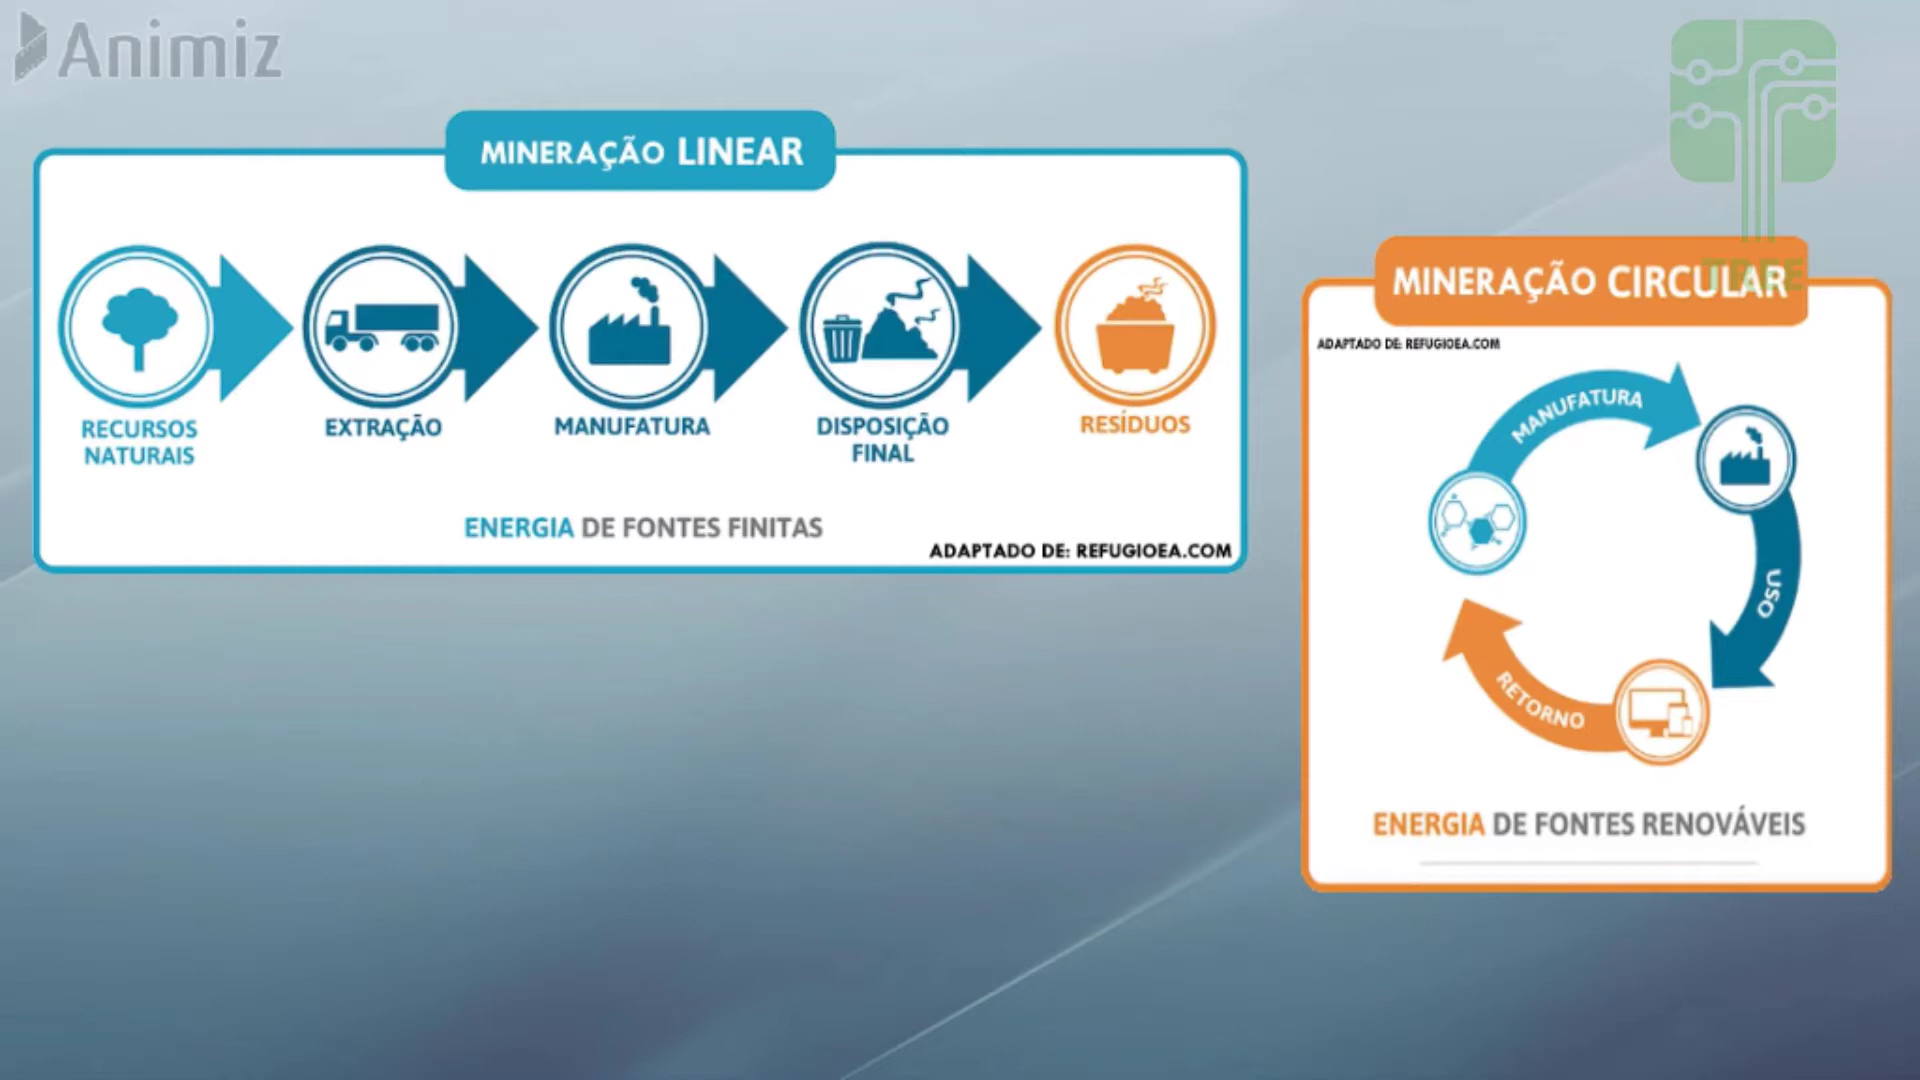 Animiz
MINERAÇÃO LINEAR
RECURSOS
NATURAIS
EXTRAÇÃO
MANUFATURA
DISPOSIÇÃO
FINAL
RESÍDUOS
ENERGIA DE FONTES FINITAS
ADAPTADO DE: REFUGIOEA.COM
TREE
MINERAÇÃO CIRCULAR
ADAPTADO DE: REFUGIOEA.COM
MANUFATURA
USO
RETORNO
ENERGIA DE FONTES RENOVÁVEIS